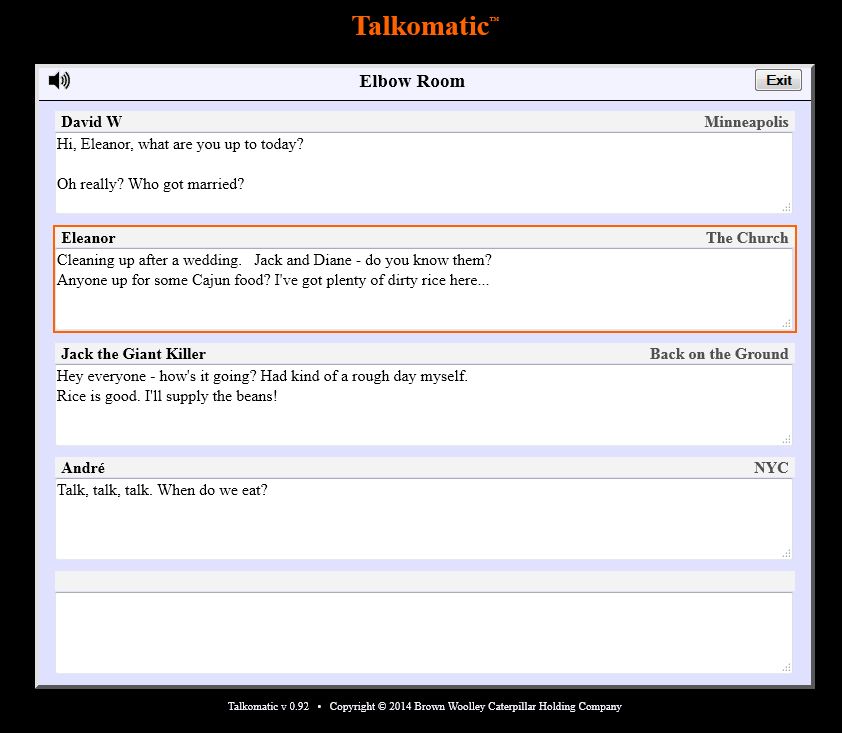 Talkomatic™
Elbow Room
Exit
David W Minneapolis
Hi, Eleanor, what are you up to today?
Oh really? Who got married?
Eleanor The Church
Cleaning up after a wedding.   Jack and Diane - do you know them?
Anyone up for some Cajun food? I've got plenty of dirty rice here...
Jack the Giant Killer Back on the Ground
Hey everyone - how's it going? Had kind of a rough day myself.
Rice is good. I'll supply the beans!
André NYC
Talk, talk, talk. When do we eat?
Talkomatic v 0.92 • Copyright © 2014 Brown Woolley Caterpillar Holding Company